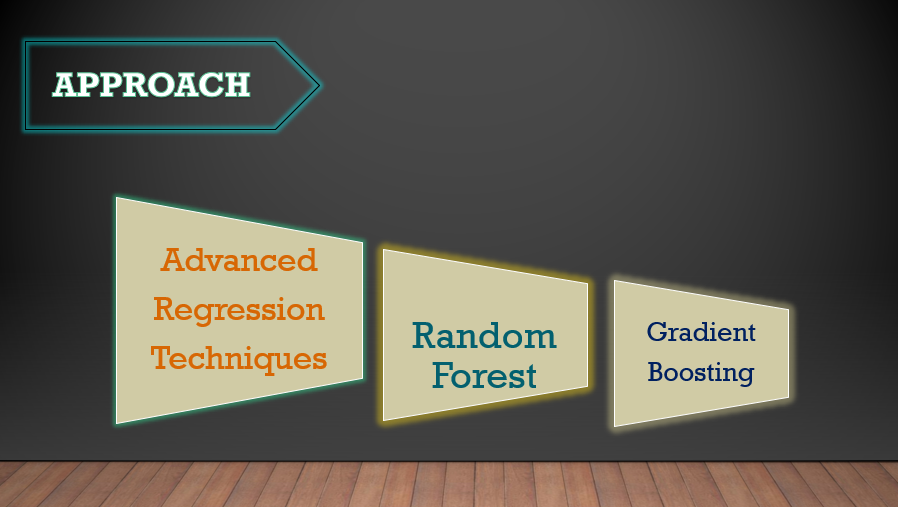 APPROACH
Advanced
Regression
Techniques
Random
Forest
Gradient
Boosting